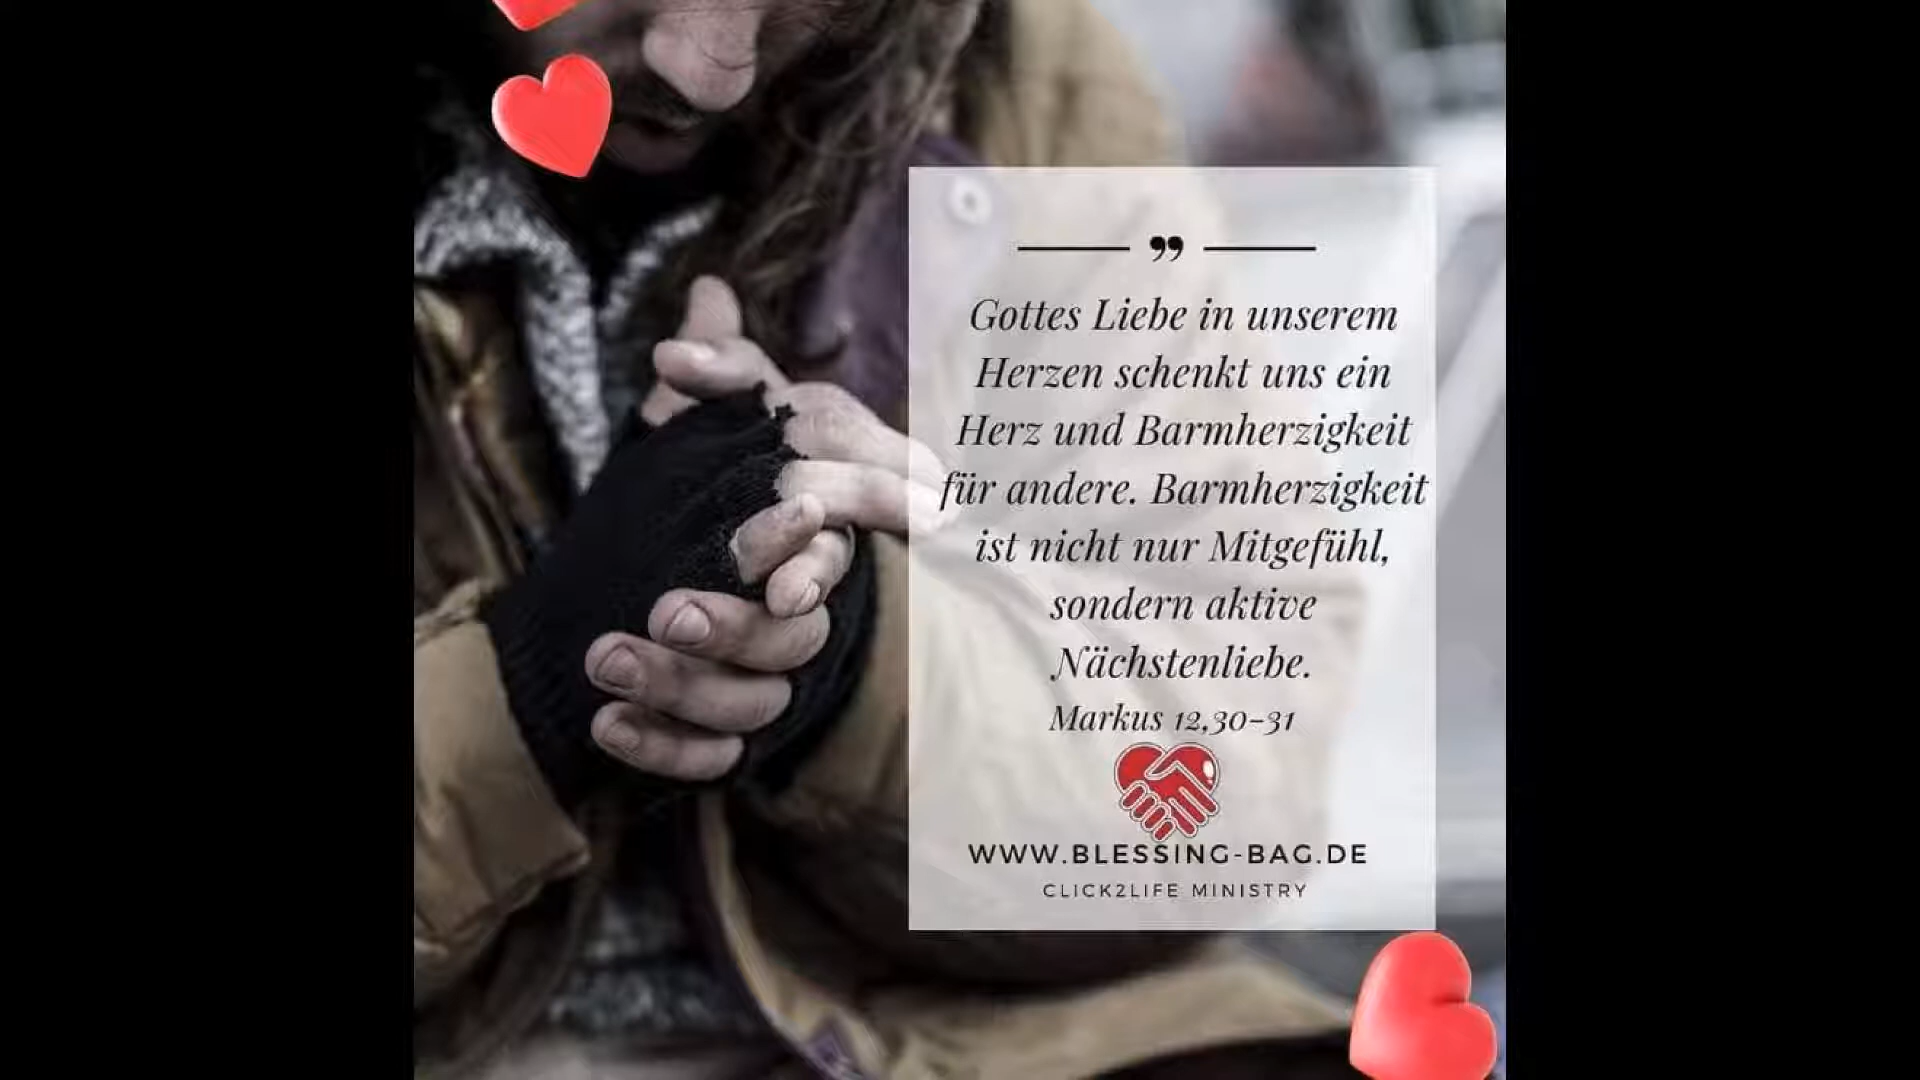 ”
Gottes Liebe in unserem
Herzen schenkt uns ein
Herz und Barmherzigkeit
für andere. Barmherzigkeit
ist nicht nur Mitgefühl,
sondern aktive
Nächstenliebe.
Markus 12,30-31
WWW.BLESSING-BAG.DE
CLICK2LIFE MINISTRY